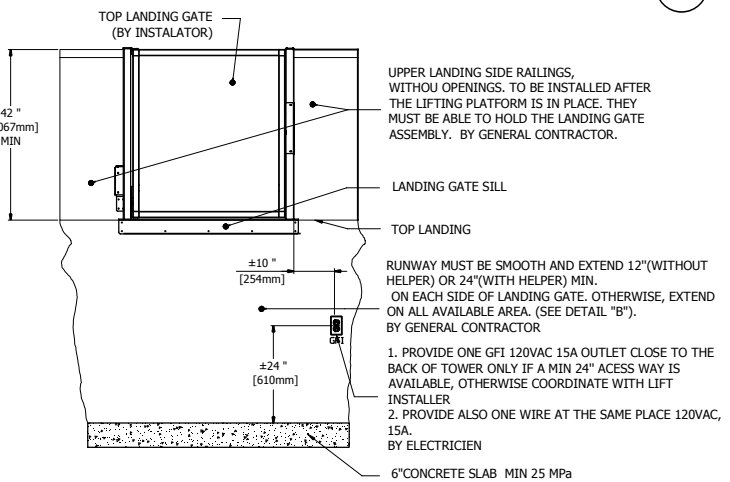 TOP LANDING GATE
(BY INSTALATOR)
42 "
067mm]
MIN
UPPER LANDING SIDE RAILINGS,
WITHOU OPENINGS. TO BE INSTALLED AFTER
THE LIFTING PLATFORM IS IN PLACE. THEY
MUST BE ABLE TO HOLD THE LANDING GATE
ASSEMBLY. BY GENERAL CONTRACTOR.
LANDING GATE SILL
TOP LANDING
±10 "
[254mm]
RUNWAY MUST BE SMOOTH AND EXTEND 12"(WITHOUT
HELPER) OR 24"(WITH HELPER) MIN.
ON EACH SIDE OF LANDING GATE. OTHERWISE, EXTEND
ON ALL AVAILABLE AREA. (SEE DETAIL "B").
BY GENERAL CONTRACTOR
GFI
±24 "
[610mm]
1. PROVIDE ONE GFI 120VAC 15A OUTLET CLOSE TO THE
BACK OF TOWER ONLY IF A MIN 24" ACESS WAY IS
AVAILABLE, OTHERWISE COORDINATE WITH LIFT
INSTALLER
2. PROVIDE ALSO ONE WIRE AT THE SAME PLACE 120VAC,
15A.
BY ELECTRICIEN
6"CONCRETE SLAB MIN 25 MPa